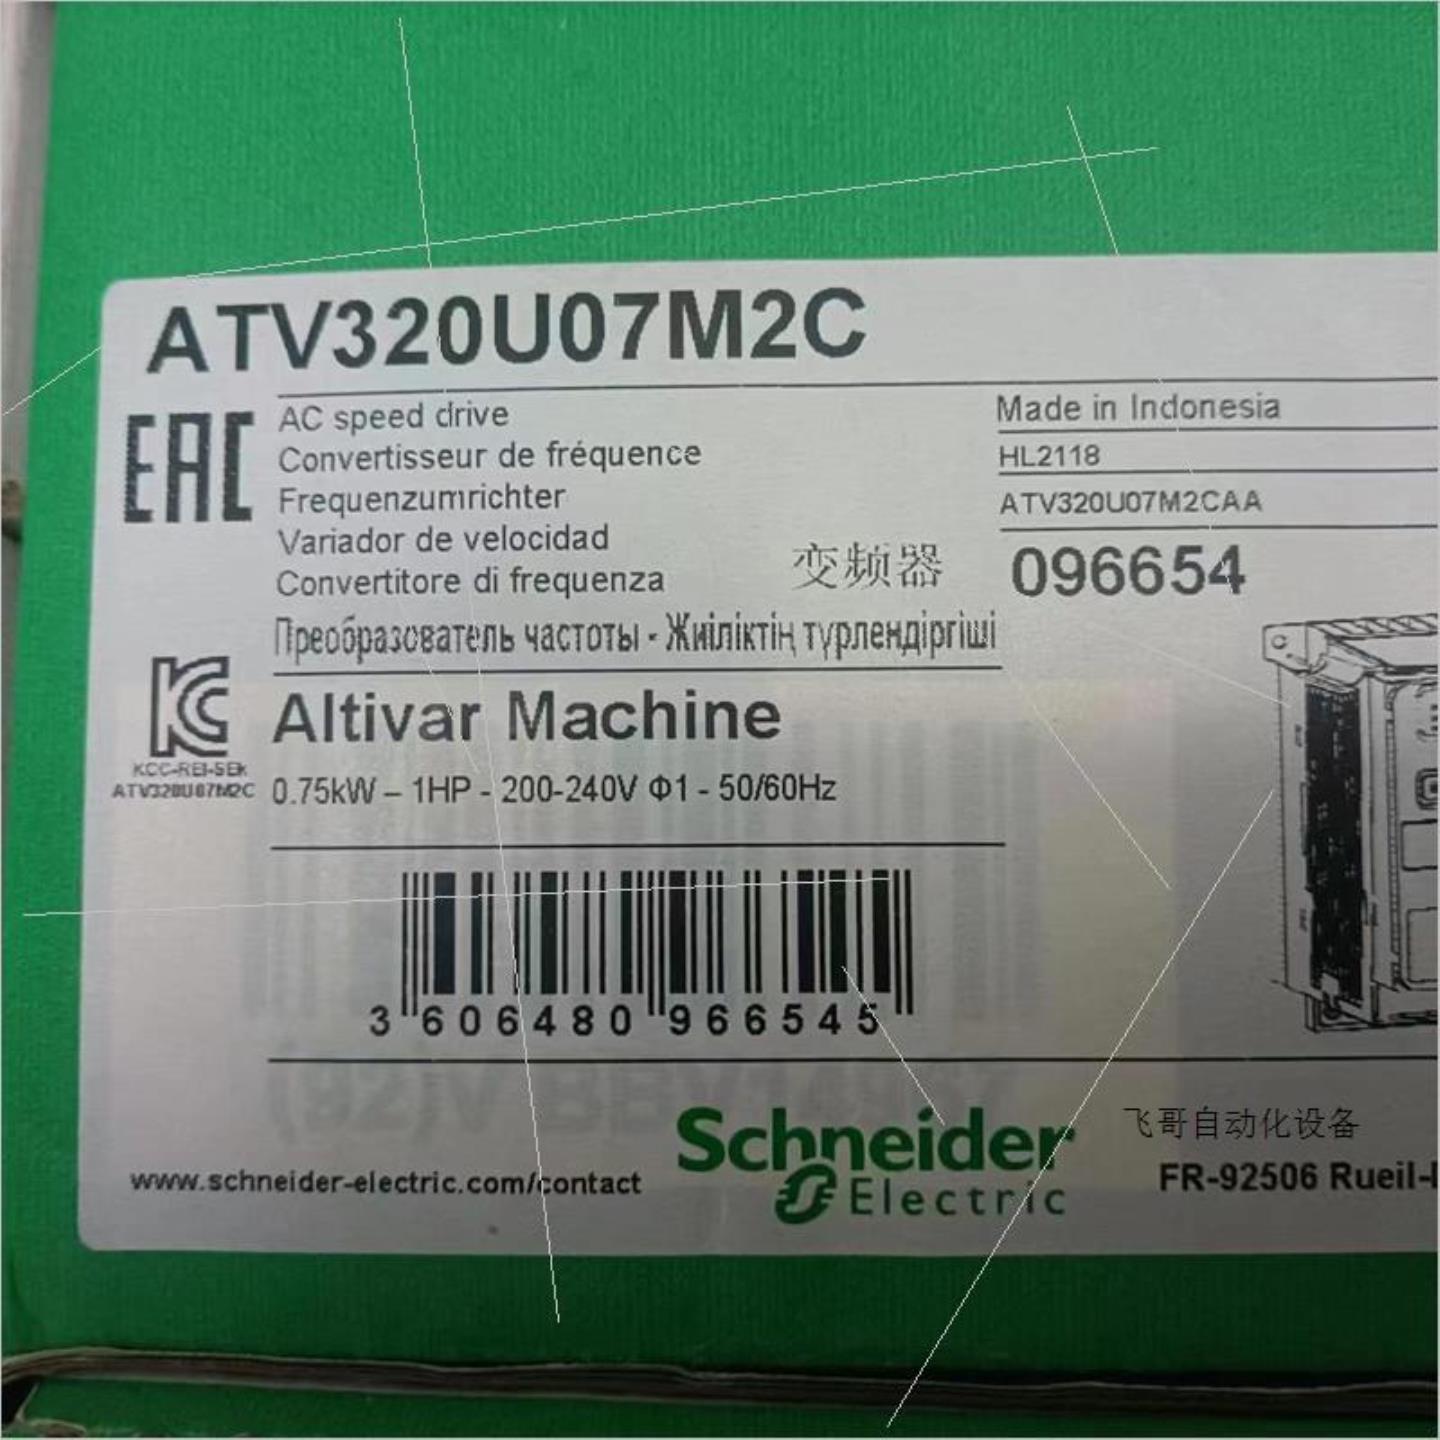 ATV320U07M2C
EAC
AC speed drive
Convertisseur de fréquence
Frequenzumrichter
Variador de velocidad
Convertitore di frequenza
变频器
Преобразователь частоты - Жиіліктің түрлендіргіші
Made in Indonesia
HL2118
ATV320U07M2CAA
096654
KCC-REI-SEk
ATV320U07M2C
Altivar Machine
0.75kW – 1HP - 200-240V Φ1 - 50/60Hz
3 606480 966545
Schneider
Electric
飞哥自动化设备
www.schneider-electric.com/contact
FR-92506 Rueil-